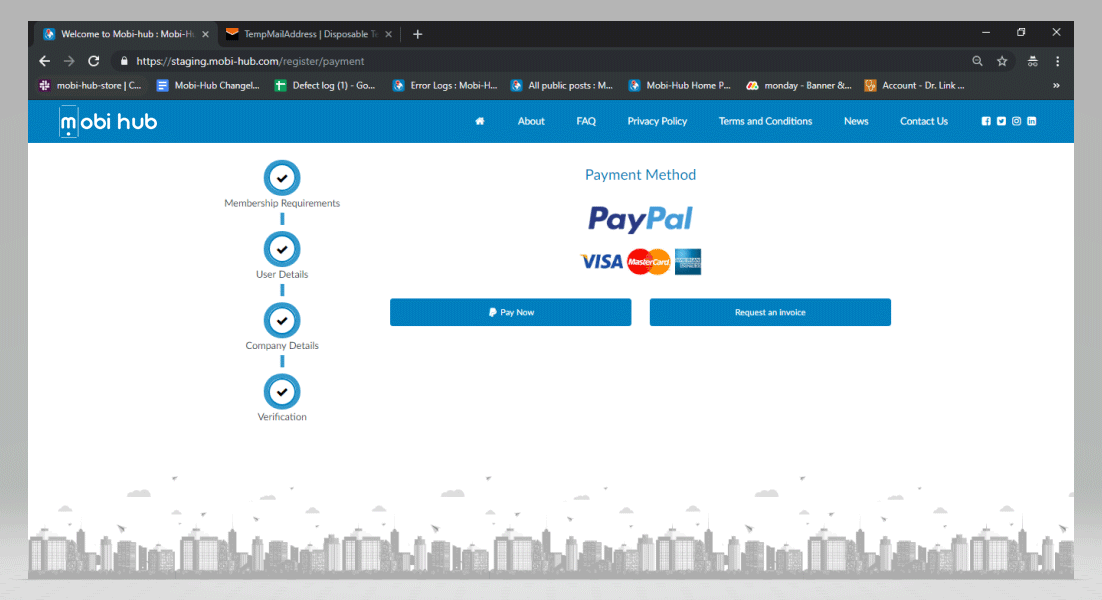 Welcome to Mobi-hub : Mobi-H
TempMailAddress | Disposable Te
https://staging.mobi-hub.com/register/payment
mobi-hub-store | C...
Mobi-Hub Changel...
Defect log (1) - Go...
Error Logs : Mobi-H...
All public posts : M...
Mobi-Hub Home P...
monday - Banner &...
Account - Dr. Link ...
mobi hub
About
FAQ
Privacy Policy
Terms and Conditions
News
Contact Us
Membership Requirements
User Details
Company Details
Verification
Payment Method
PayPal
VISA
MasterCard
Pay Now
Request an invoice